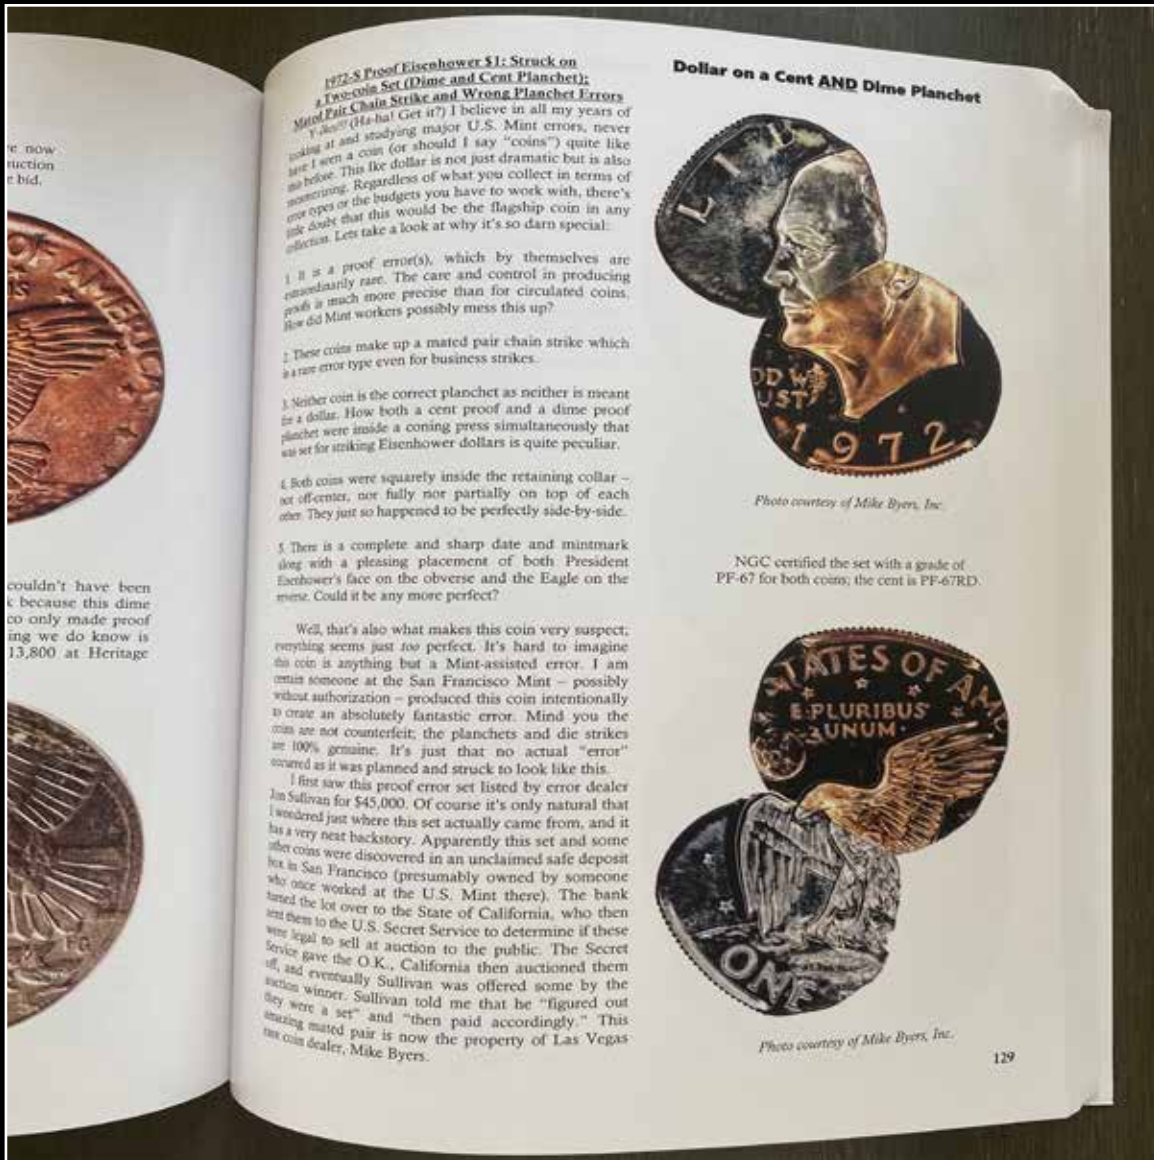 e now
ruction
e bid.
OF AMERICA
couldn't have been
k because this dime
co only made proof
ing we do know is
13,800 at Heritage
FG
1972-S Proof Eisenhower $1: Struck on
a Two-coin Set (Dime and Cent Planchet);
Mated Pair Chain Strike and Wrong Planchet Errors
Y-ikes!!! (Ha-ha! Get it?) I believe in all my years of
looking at and studying major U.S. Mint errors, never
have I seen a coin (or should I say "coins") quite like
this before. This Ike dollar is not just dramatic but is also
mesmerizing. Regardless of what you collect in terms of
error types or the budgets you have to work with, there's
little doubt that this would be the flagship coin in any
collection. Lets take a look at why it's so darn special:
1. It is a proof error(s), which by themselves are
extraordinarily rare. The care and control in producing
proofs is much more precise than for circulated coins.
How did Mint workers possibly mess this up?
2. These coins make up a mated pair chain strike which
is a rare error type even for business strikes.
3. Neither coin is the correct planchet as neither is meant
for a dollar. How both a cent proof and a dime proof
planchet were inside a coning press simultaneously that
was set for striking Eisenhower dollars is quite peculiar.
4. Both coins were squarely inside the retaining collar –
not off-center, nor fully nor partially on top of each
other. They just so happened to be perfectly side-by-side.
5. There is a complete and sharp date and mintmark
along with a pleasing placement of both President
Eisenhower's face on the obverse and the Eagle on the
reverse. Could it be any more perfect?
Well, that's also what makes this coin very suspect;
everything seems just too perfect. It's hard to imagine
this coin is anything but a Mint-assisted error. I am
certain someone at the San Francisco Mint – possibly
without authorization – produced this coin intentionally
to create an absolutely fantastic error. Mind you the
coins are not counterfeit; the planchets and die strikes
are 100% genuine. It's just that no actual "error"
occurred as it was planned and struck to look like this.
I first saw this proof error set listed by error dealer
Jon Sullivan for $45,000. Of course it's only natural that
I wondered just where this set actually came from, and it
has a very neat backstory. Apparently this set and some
other coins were discovered in an unclaimed safe deposit
box in San Francisco (presumably owned by someone
who once worked at the U.S. Mint there). The bank
turned the lot over to the State of California, who then
sent them to the U.S. Secret Service to determine if these
were legal to sell at auction to the public. The Secret
Service gave the O.K., California then auctioned them
off, and eventually Sullivan was offered some by the
auction winner. Sullivan told me that he "figured out
they were a set" and "then paid accordingly." This
amazing mated pair is now the property of Las Vegas
rare coin dealer, Mike Byers.
Dollar on a Cent AND Dime Planchet
LIB
OD WE
UST
1972
Photo courtesy of Mike Byers, Inc.
NGC certified the set with a grade of
PF-67 for both coins; the cent is PF-67RD.
TATES OF AM
E PLURIBUS
UNUM
ONE
Photo courtesy of Mike Byers, Inc.
129